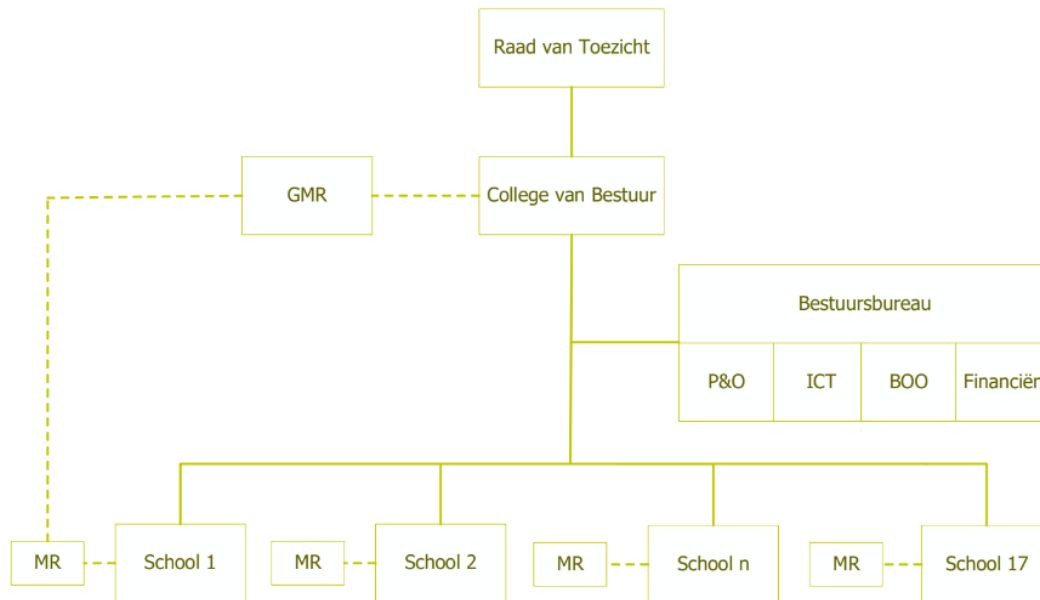 Raad van Toezicht
GMR
College van Bestuur
Bestuursbureau
P&O
ICT
BOO
Financiën
MR
School 1
MR
School 2
MR
School n
MR
School 17